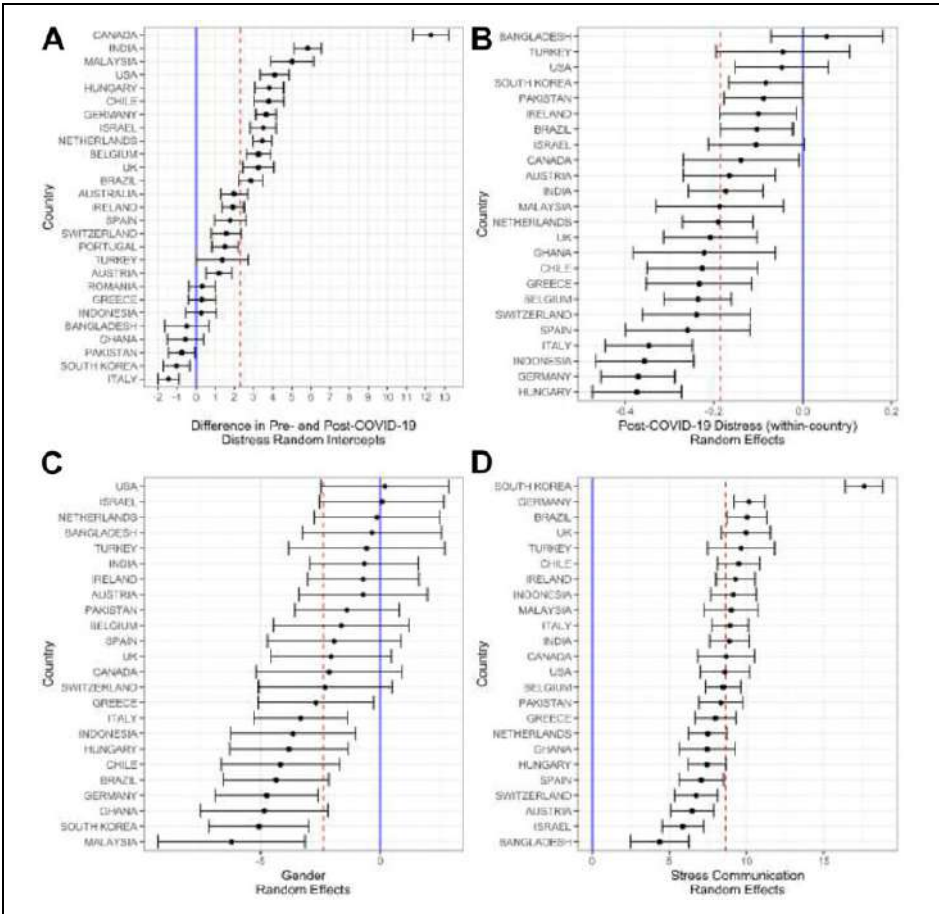 A
CANADA
INDIA
MALAYSIA
USA
HUNGARY
CHILE
GERMANY
ISRAEL
NETHERLANDS
BELGIUM
UK
BRAZIL
AUSTRALIA
IRELAND
SPAIN
SWITZERLAND
PORTUGAL
TURKEY
AUSTRIA
ROMANIA
GREECE
INDONESIA
BANGLADESH
GHANA
PAKISTAN
SOUTH KOREA
ITALY
Country
-2 -1 0 1 2 3 4 5 6 7 8 9 10 11 12 13
Difference in Pre- and Post-COVID-19
Distress Random Intercepts
B
BANGLADESH
TURKEY
USA
SOUTH KOREA
PAKISTAN
IRELAND
BRAZIL
ISRAEL
CANADA
AUSTRIA
INDIA
MALAYSIA
NETHERLANDS
UK
GHANA
CHILE
GREECE
BELGIUM
SWITZERLAND
SPAIN
ITALY
INDONESIA
GERMANY
HUNGARY
Country
-0.4 -0.2 0.0 0.2
Post-COVID-19 Distress (within-country)
Random Effects
C
USA
ISRAEL
NETHERLANDS
BANGLADESH
TURKEY
INDIA
IRELAND
AUSTRIA
PAKISTAN
BELGIUM
SPAIN
UK
CANADA
SWITZERLAND
GREECE
ITALY
INDONESIA
HUNGARY
CHILE
BRAZIL
GERMANY
GHANA
SOUTH KOREA
MALAYSIA
Country
-5 0
Gender
Random Effects
D
SOUTH KOREA
GERMANY
BRAZIL
UK
TURKEY
CHILE
IRELAND
INDONESIA
MALAYSIA
ITALY
INDIA
CANADA
USA
BELGIUM
PAKISTAN
GREECE
NETHERLANDS
GHANA
HUNGARY
SPAIN
SWITZERLAND
AUSTRIA
ISRAEL
BANGLADESH
Country
0 5 10 15
Stress Communication
Random Effects